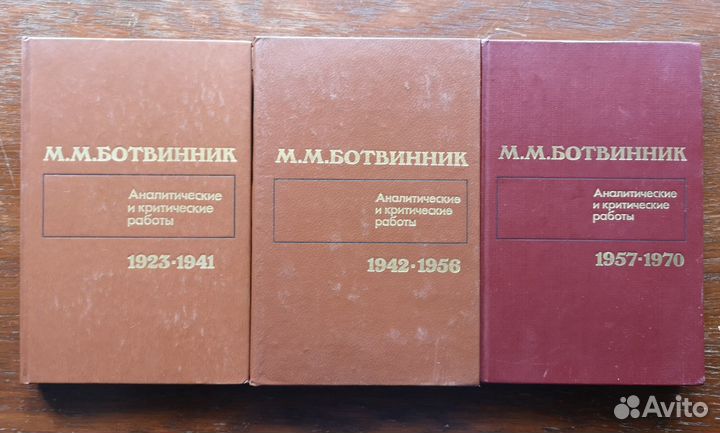 М.М.БОТВИННИК
Аналитические
и критические
работы
1923·1941
М.М.БОТВИННИК
Аналитические
и критические
работы
1942·1956
М.М.БОТВИННИК
Аналитические
и критические
работы
1957·1970
Avito